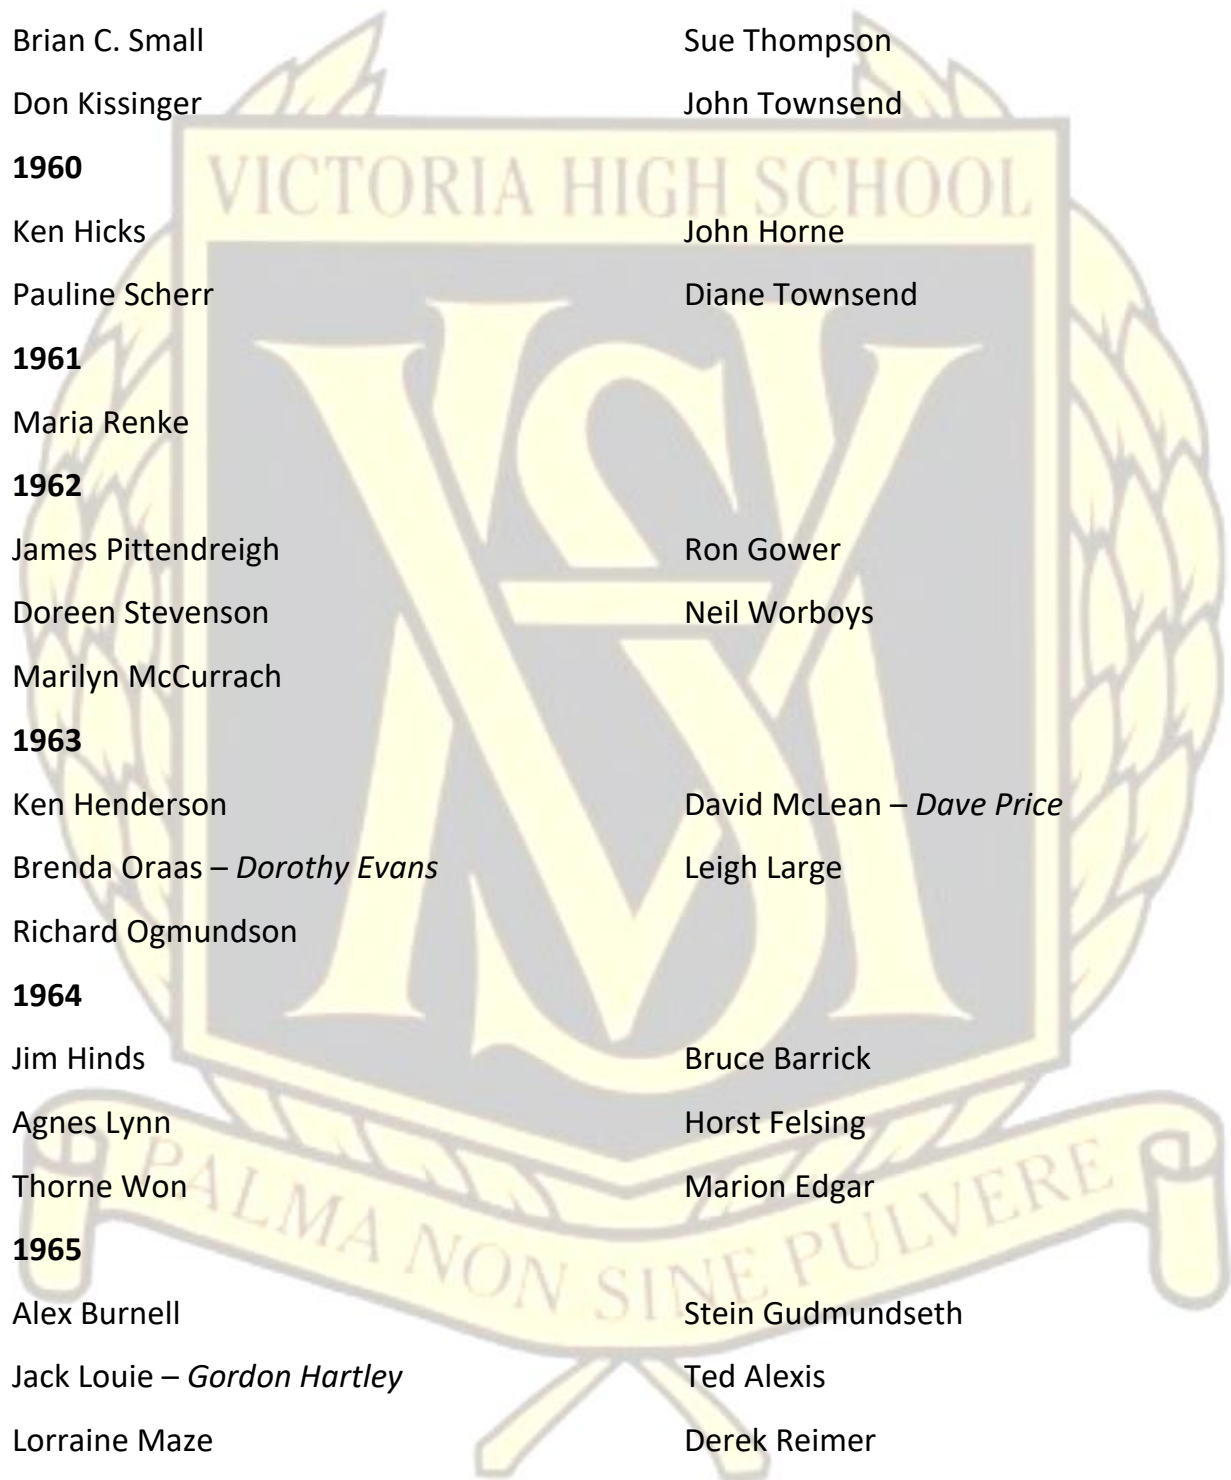 Brian C. Small Sue Thompson
Don Kissinger John Townsend
1960
VICTORIA HIGH SCHOOL
Ken Hicks John Horne
Pauline Scherr Diane Townsend
1961
Maria Renke
1962
James Pittendreigh Ron Gower
Doreen Stevenson Neil Worboys
Marilyn McCurrach
1963
Ken Henderson David McLean – Dave Price
Brenda Oraas – Dorothy Evans Leigh Large
Richard Ogmundson
1964
Jim Hinds Bruce Barrick
Agnes Lynn Horst Felsing
Thorne Won Marion Edgar
PALMA NON SINE PULVERE
1965
Alex Burnell Stein Gudmundseth
Jack Louie – Gordon Hartley Ted Alexis
Lorraine Maze Derek Reimer
VSH